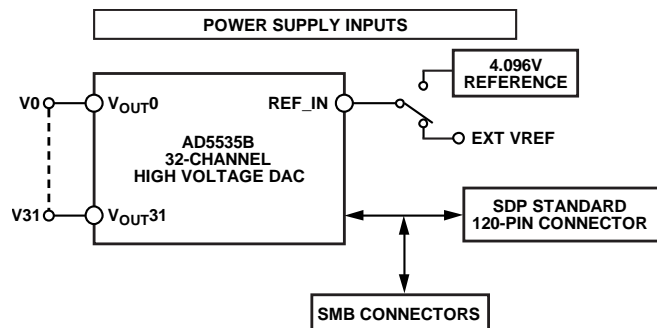 POWER SUPPLY INPUTS
4.096V
REFERENCE
V0
VOUT0
REF_IN
AD5535B
32-CHANNEL
HIGH VOLTAGE DAC
EXT VREF
V31
VOUT31
SDP STANDARD
120-PIN CONNECTOR
SMB CONNECTORS